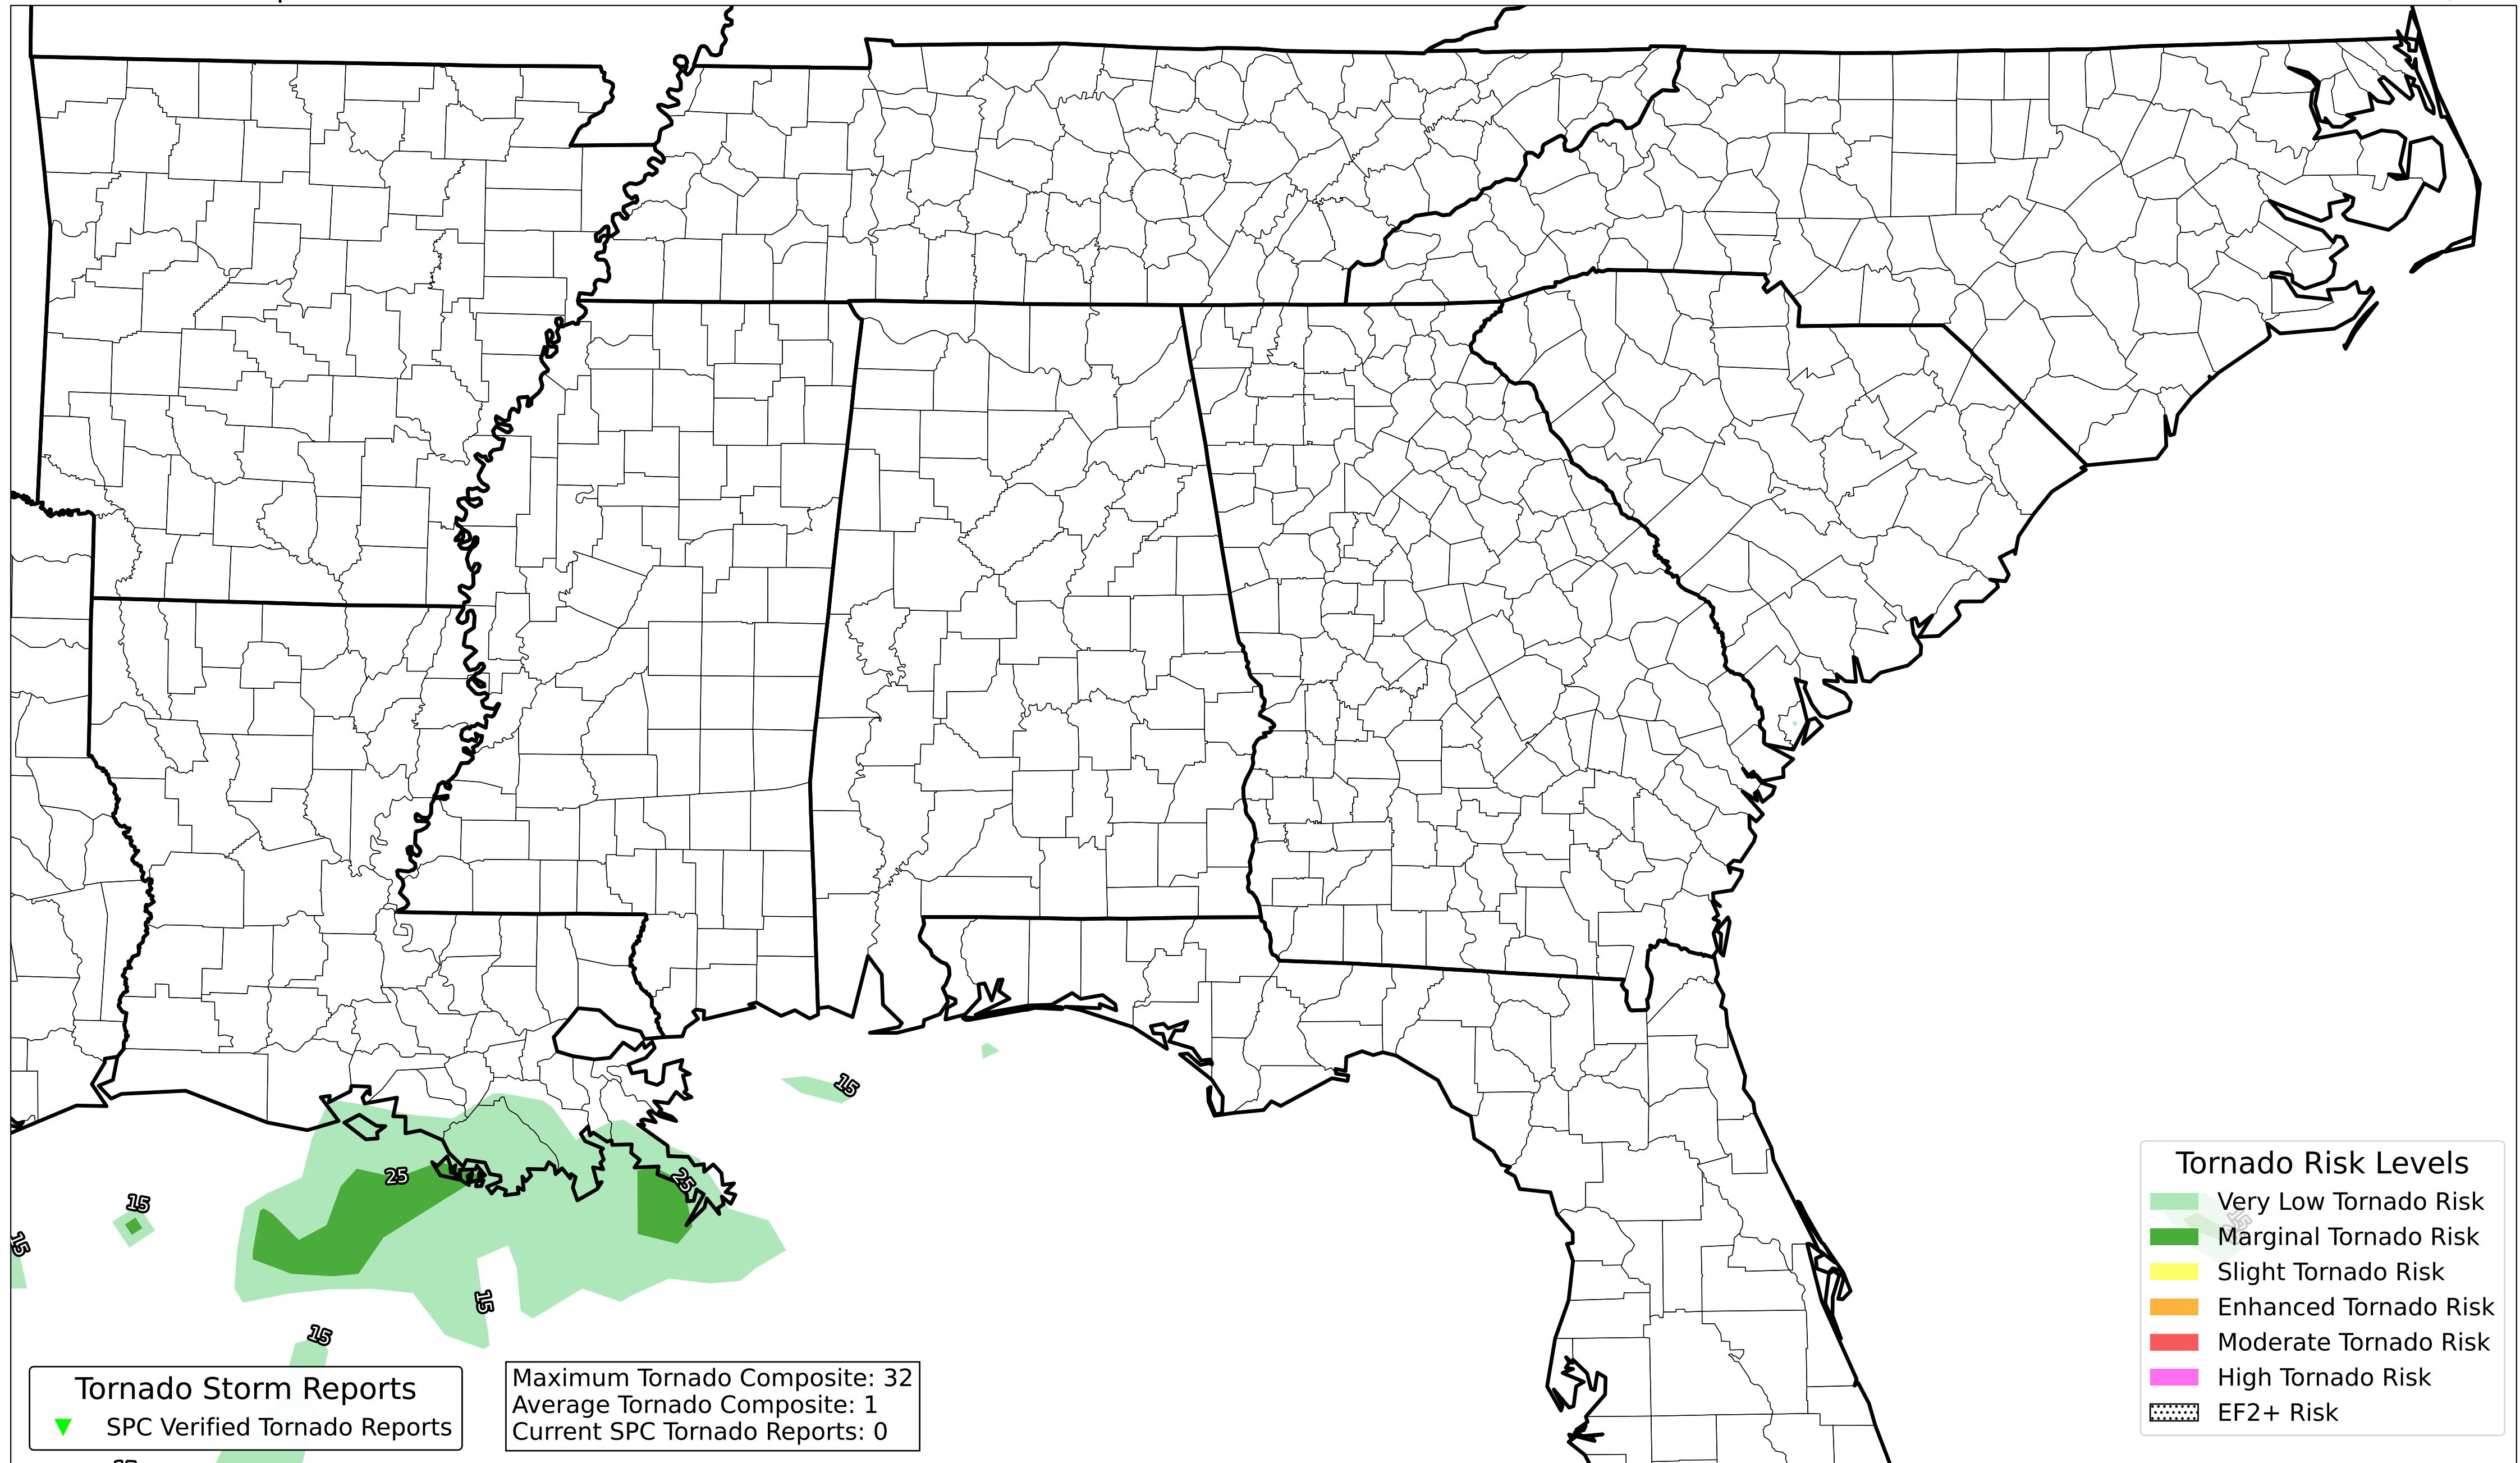 15
15
25
25
15
15
15
15
Tornado Risk Levels
Very Low Tornado Risk
Marginal Tornado Risk
Slight Tornado Risk
Enhanced Tornado Risk
Moderate Tornado Risk
High Tornado Risk
EF2+ Risk
Tornado Storm Reports
SPC Verified Tornado Reports
Maximum Tornado Composite: 32
Average Tornado Composite: 1
Current SPC Tornado Reports: 0